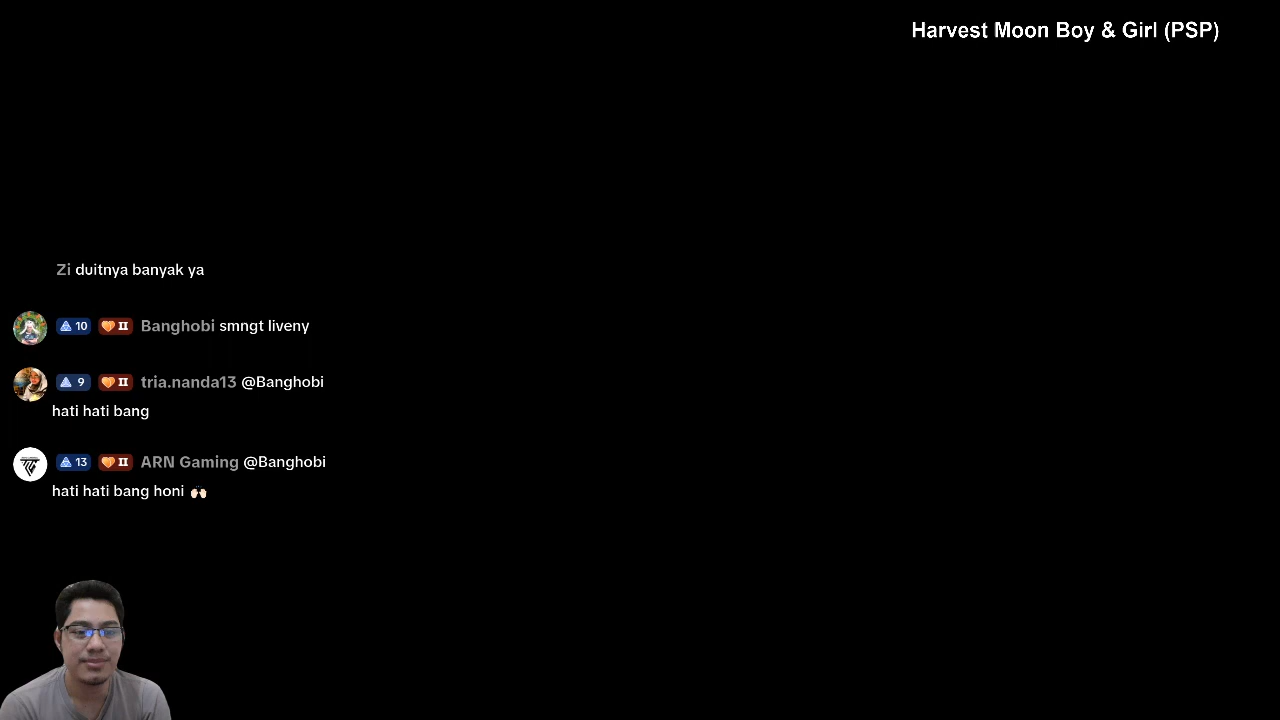 Harvest Moon Boy & Girl (PSP)
Zi duitnya banyak ya
10 II Banghobi smngt liveny
9 II tria.nanda13 @Banghobi
hati hati bang
13 II ARN Gaming @Banghobi
hati hati bang honi 🙌🏻